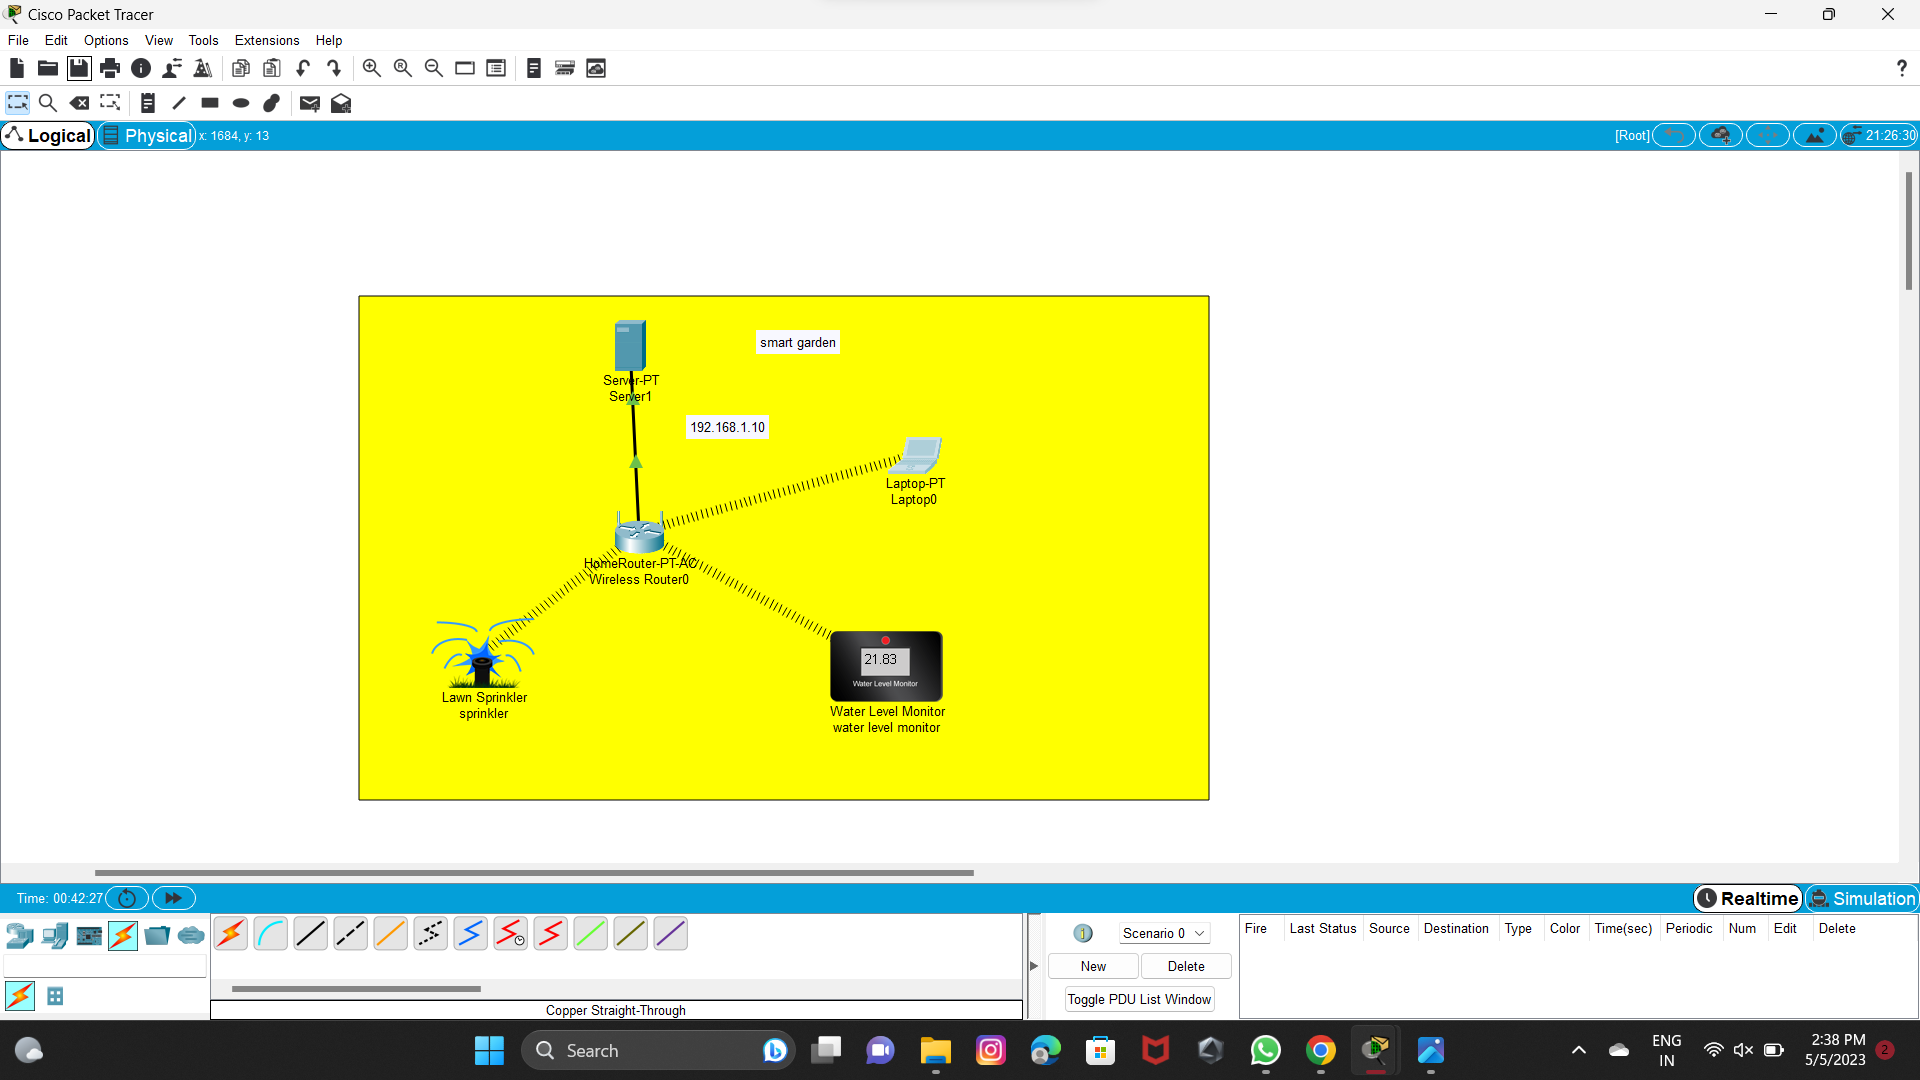 Cisco Packet Tracer
File Edit Options View Tools Extensions Help
?
Logical Physical x: 1684, y: 13 [Root] 21:26:30
Server-PT
Server1
smart garden
192.168.1.10
Laptop-PT
Laptop0
HomeRouter-PT-AC
Wireless Router0
Lawn Sprinkler
sprinkler
21.83
Water Level Monitor
Water Level Monitor
water level monitor
Time: 00:42:27 Realtime Simulation
1 Scenario 0
New Delete
Toggle PDU List Window
Fire Last Status Source Destination Type Color Time(sec) Periodic Num Edit Delete
Copper Straight-Through
Search
ENG
IN
2:38 PM
5/5/2023
2